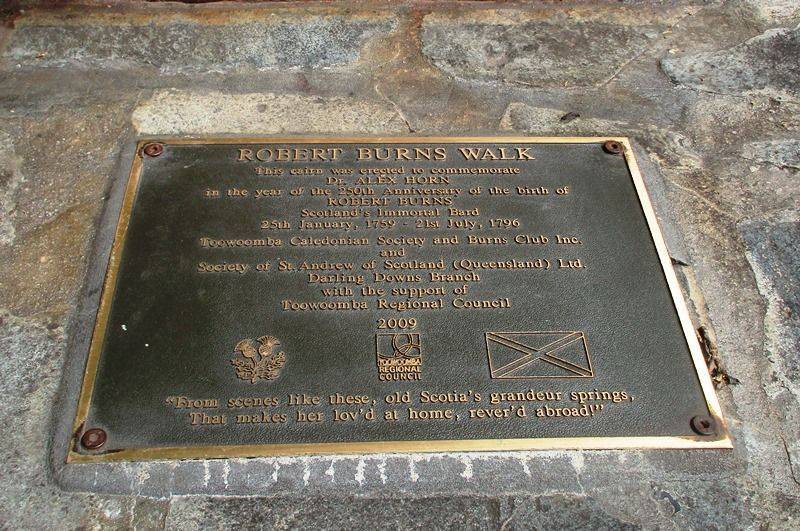 ROBERT BURNS WALK
This cairn was erected to commemorate
Dr. ALEX HORN
in the year of the 250th Anniversary of the birth of
ROBERT BURNS
Scotland's Immortal Bard
25th January, 1759 - 21st July, 1796
Toowoomba Caledonian Society and Burns Club Inc.
and
Society of St. Andrew of Scotland (Queensland) Ltd.
Darling Downs Branch
with the support of
Toowoomba Regional Council
2009
TOOWOOMBA
REGIONAL
COUNCIL
"From scenes like these, old Scotia's grandeur springs,
That makes her lov'd at home, rever'd abroad!"